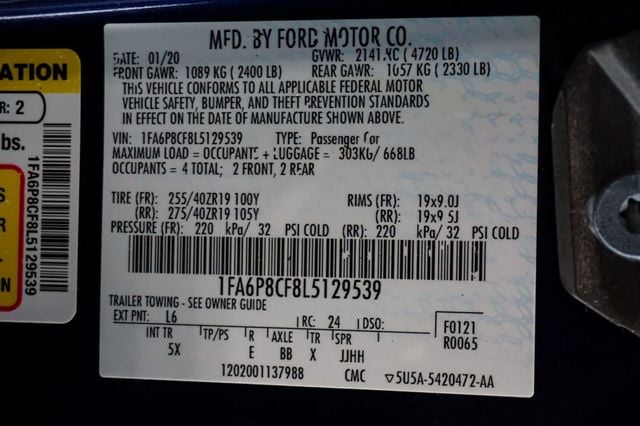 ATION
R: 2
bs.
1FA6P8CF8L5129539
MFD. BY FORD MOTOR CO.
DATE: 01/20 GVWR: 2141 KG ( 4720 LB)
FRONT GAWR: 1089 KG ( 2400 LB) REAR GAWR: 1057 KG ( 2330 LB)
THIS VEHICLE CONFORMS TO ALL APPLICABLE FEDERAL MOTOR
VEHICLE SAFETY, BUMPER, AND THEFT PREVENTION STANDARDS
IN EFFECT ON THE DATE OF MANUFACTURE SHOWN ABOVE.
VIN: 1FA6P8CF8L5129539 TYPE: Passenger Car
MAXIMUM LOAD = OCCUPANTS + LUGGAGE = 303KG/ 668LB
OCCUPANTS = 4 TOTAL; 2 FRONT, 2 REAR
TIRE (FR): 255/40ZR19 100Y RIMS (FR): 19x9.0J
(RR): 275/40ZR19 105Y (RR): 19x9.5J
PRESSURE (FR): 220 kPa/ 32 PSI COLD (RR): 220 kPa/ 32 PSI COLD
1FA6P8CF8L5129539
TRAILER TOWING - SEE OWNER GUIDE
EXT PNT: L6 RC: 24 DSO: F0121
INT TR TP/PS R AXLE TR SPR R0065
5X E BB X JJHH
1202001137988 CMC ▽5U5A-5420472-AA